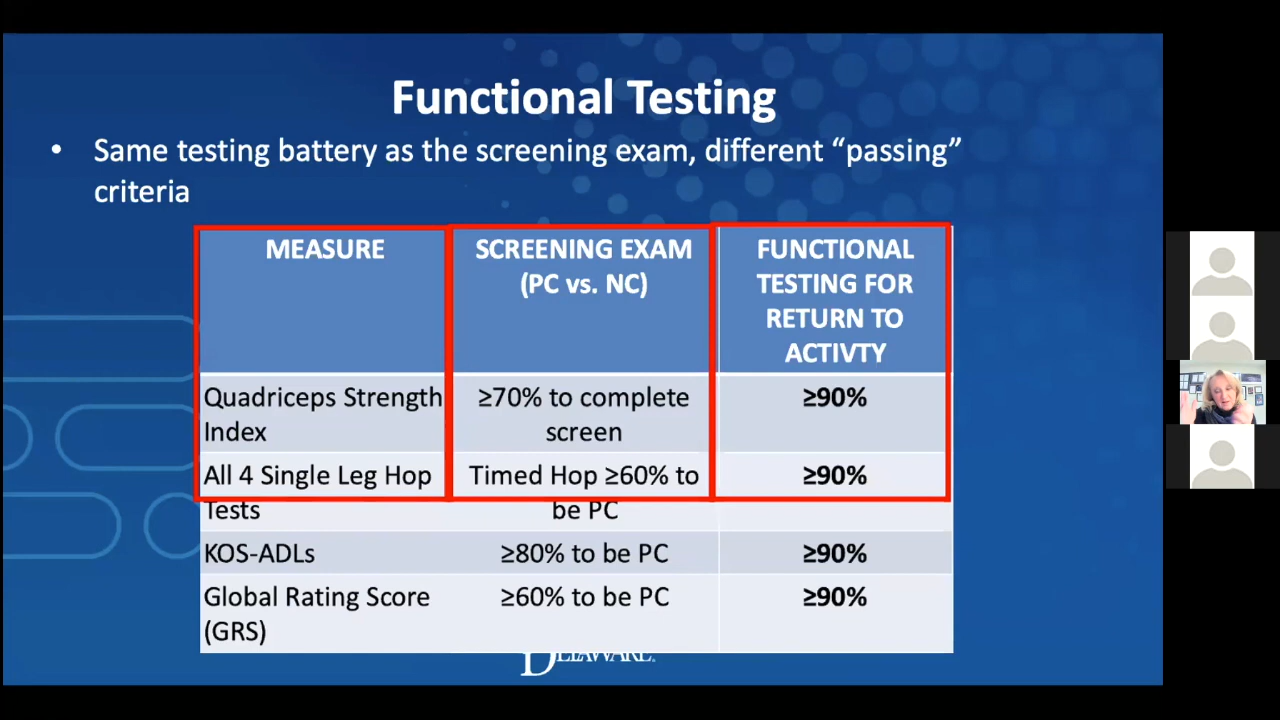 Functional Testing
• Same testing battery as the screening exam, different “passing”
criteria
MEASURE
SCREENING EXAM
(PC vs. NC)
FUNCTIONAL
TESTING FOR
RETURN TO
ACTIVTY
Quadriceps Strength
Index
≥70% to complete
screen
≥90%
All 4 Single Leg Hop
Tests
Timed Hop ≥60% to
be PC
≥90%
KOS-ADLs
≥80% to be PC
≥90%
Global Rating Score
(GRS)
≥60% to be PC
≥90%
DELAWARE.